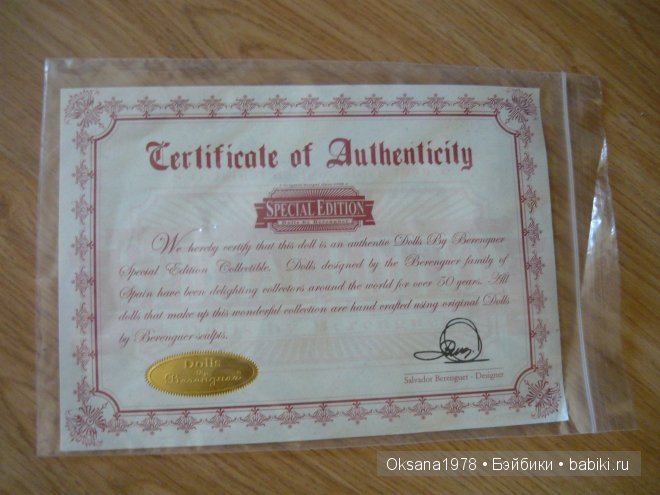 Certificate of Authenticity
SPECIAL EDITION
Dolls by Berenguer
We hereby certify that this doll is an authentic Dolls By Berenguer
Special Edition Collectible. Dolls designed by the Berenguer family of
Spain have been delighting collectors around the world for over 50 years. All
dolls that make up this wonderful collection are hand crafted using original Dolls
by Berenguer sculpts.
Dolls
By
Berenguer
Salvador Berenguer - Designer
Oksana1978 • Бэйбики • babiki.ru